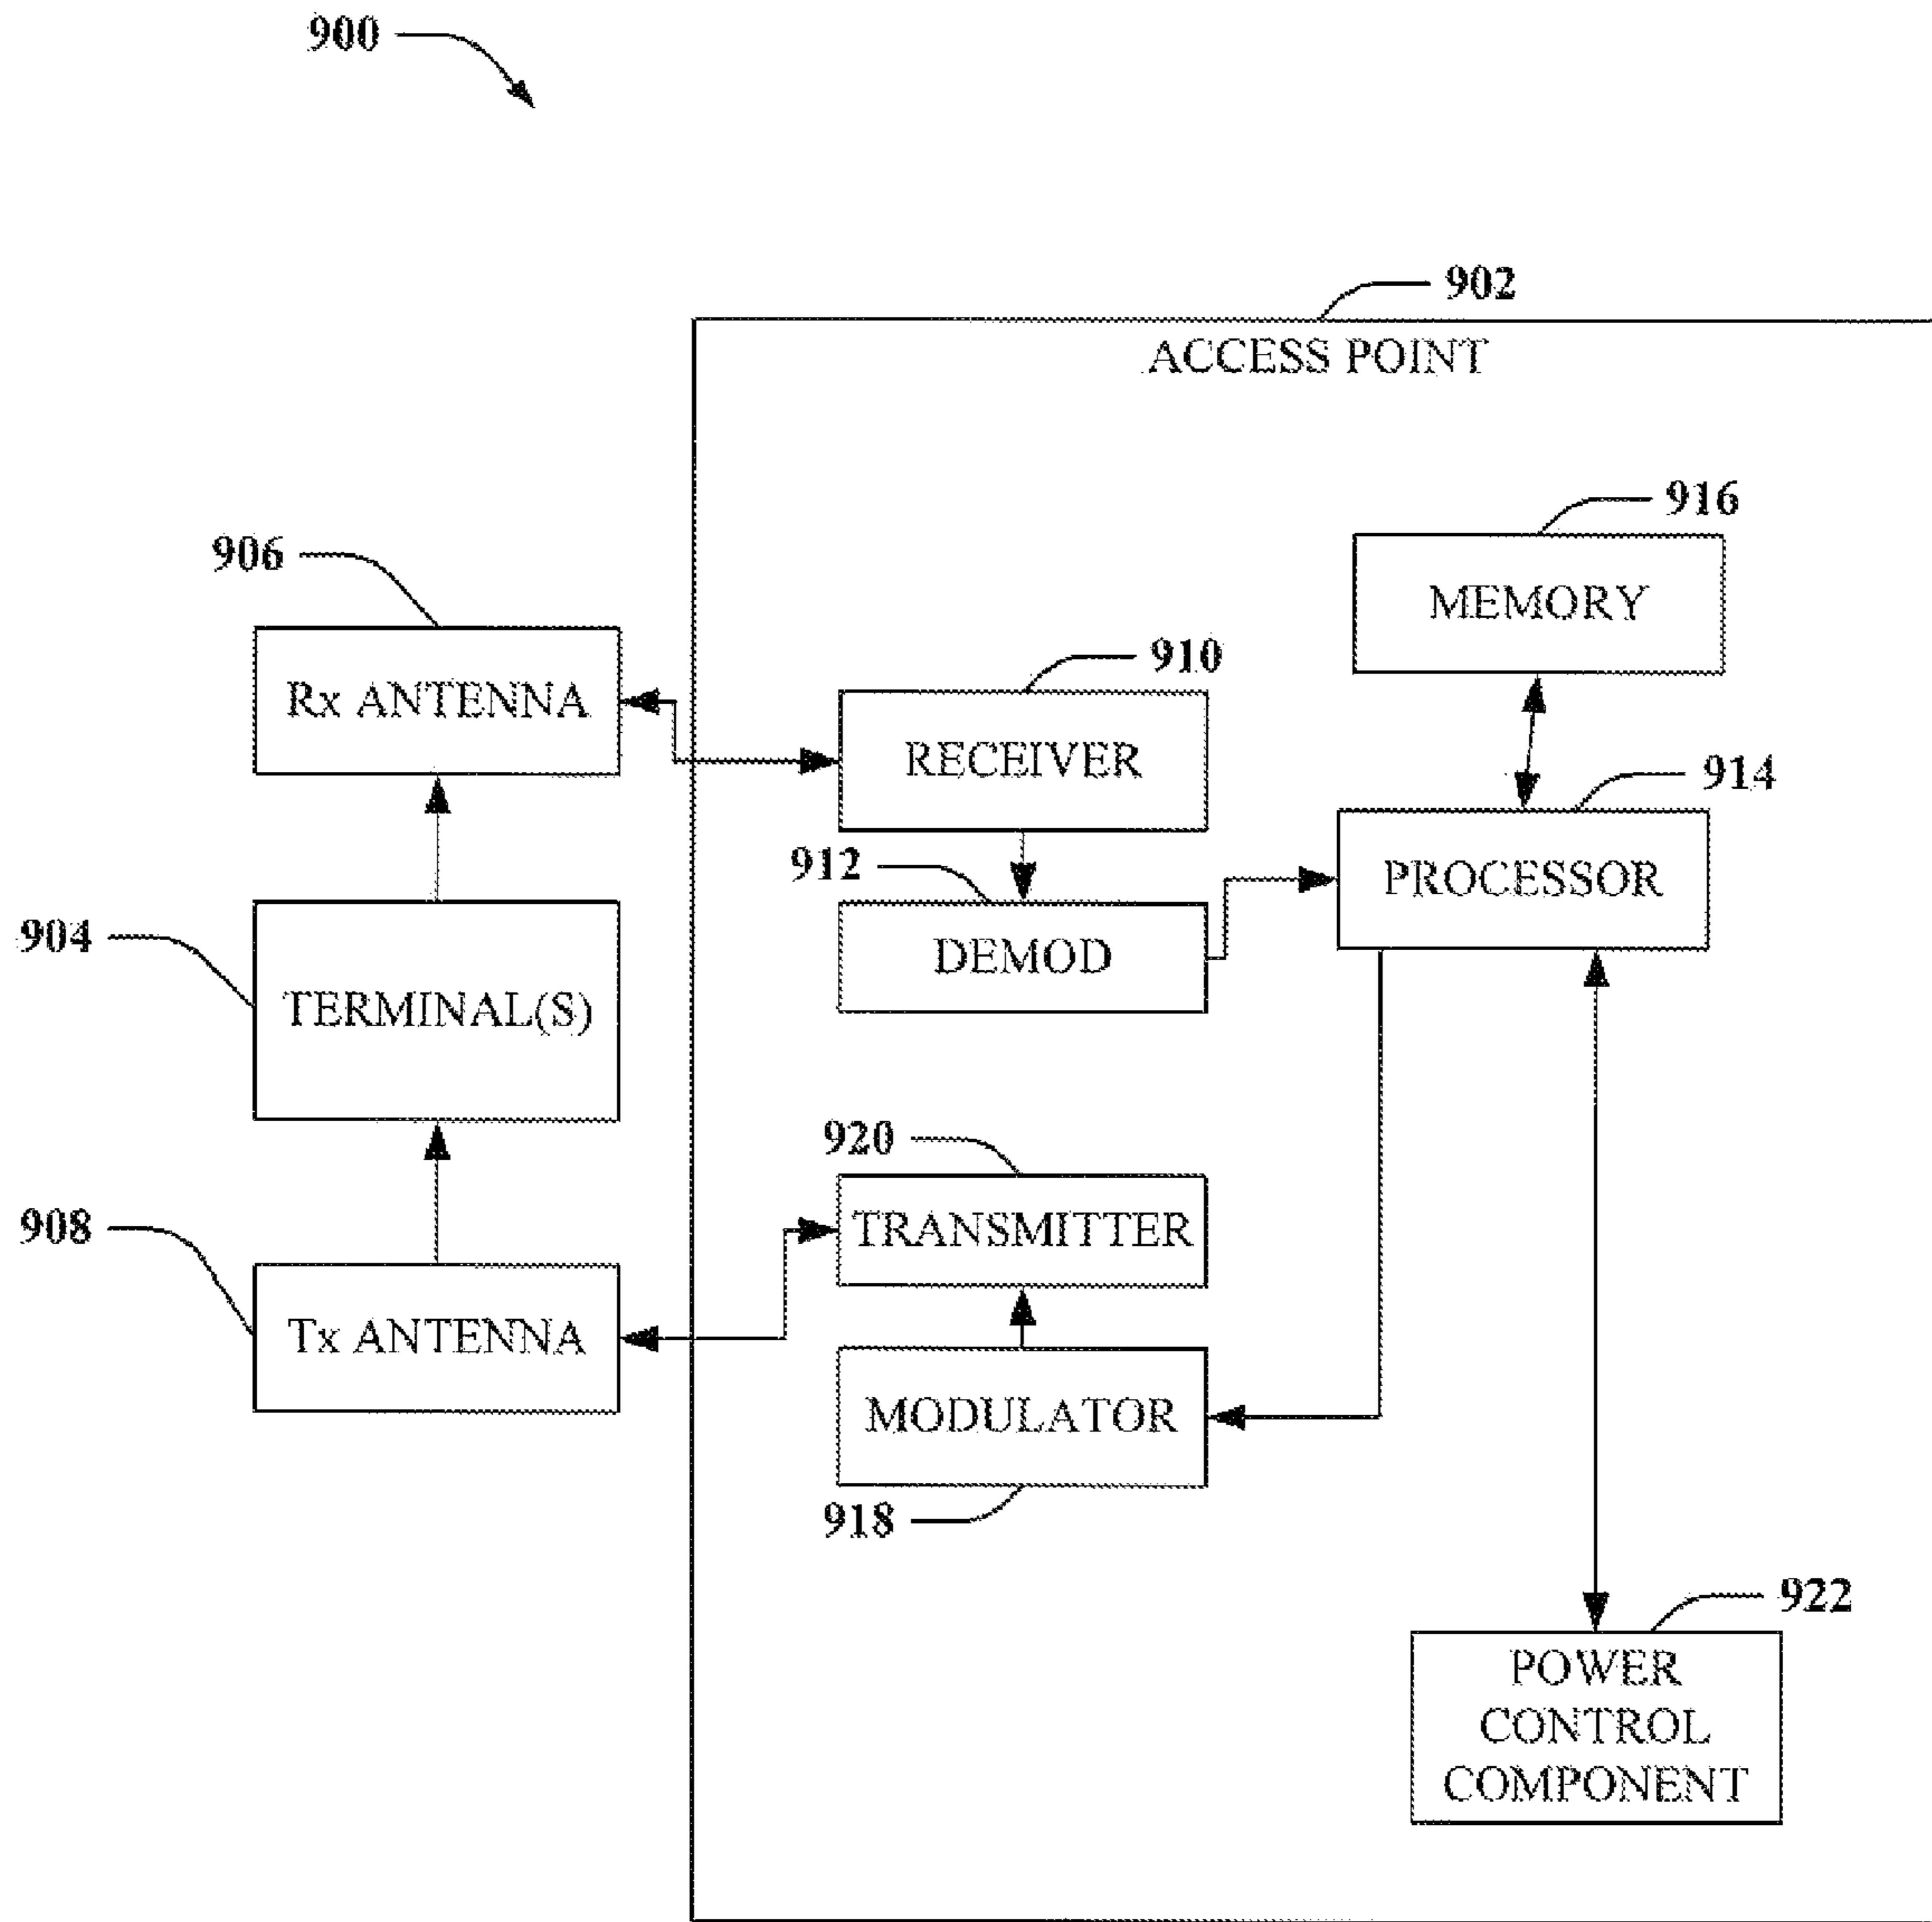 900
902
ACCESS POINT
916
906
MEMORY
910
Rx ANTENNA
RECEIVER
914
912
PROCESSOR
904
DEMOD
TERMINAL(S)
920
908
TRANSMITTER
Tx ANTENNA
MODULATOR
918
922
POWER
CONTROL
COMPONENT